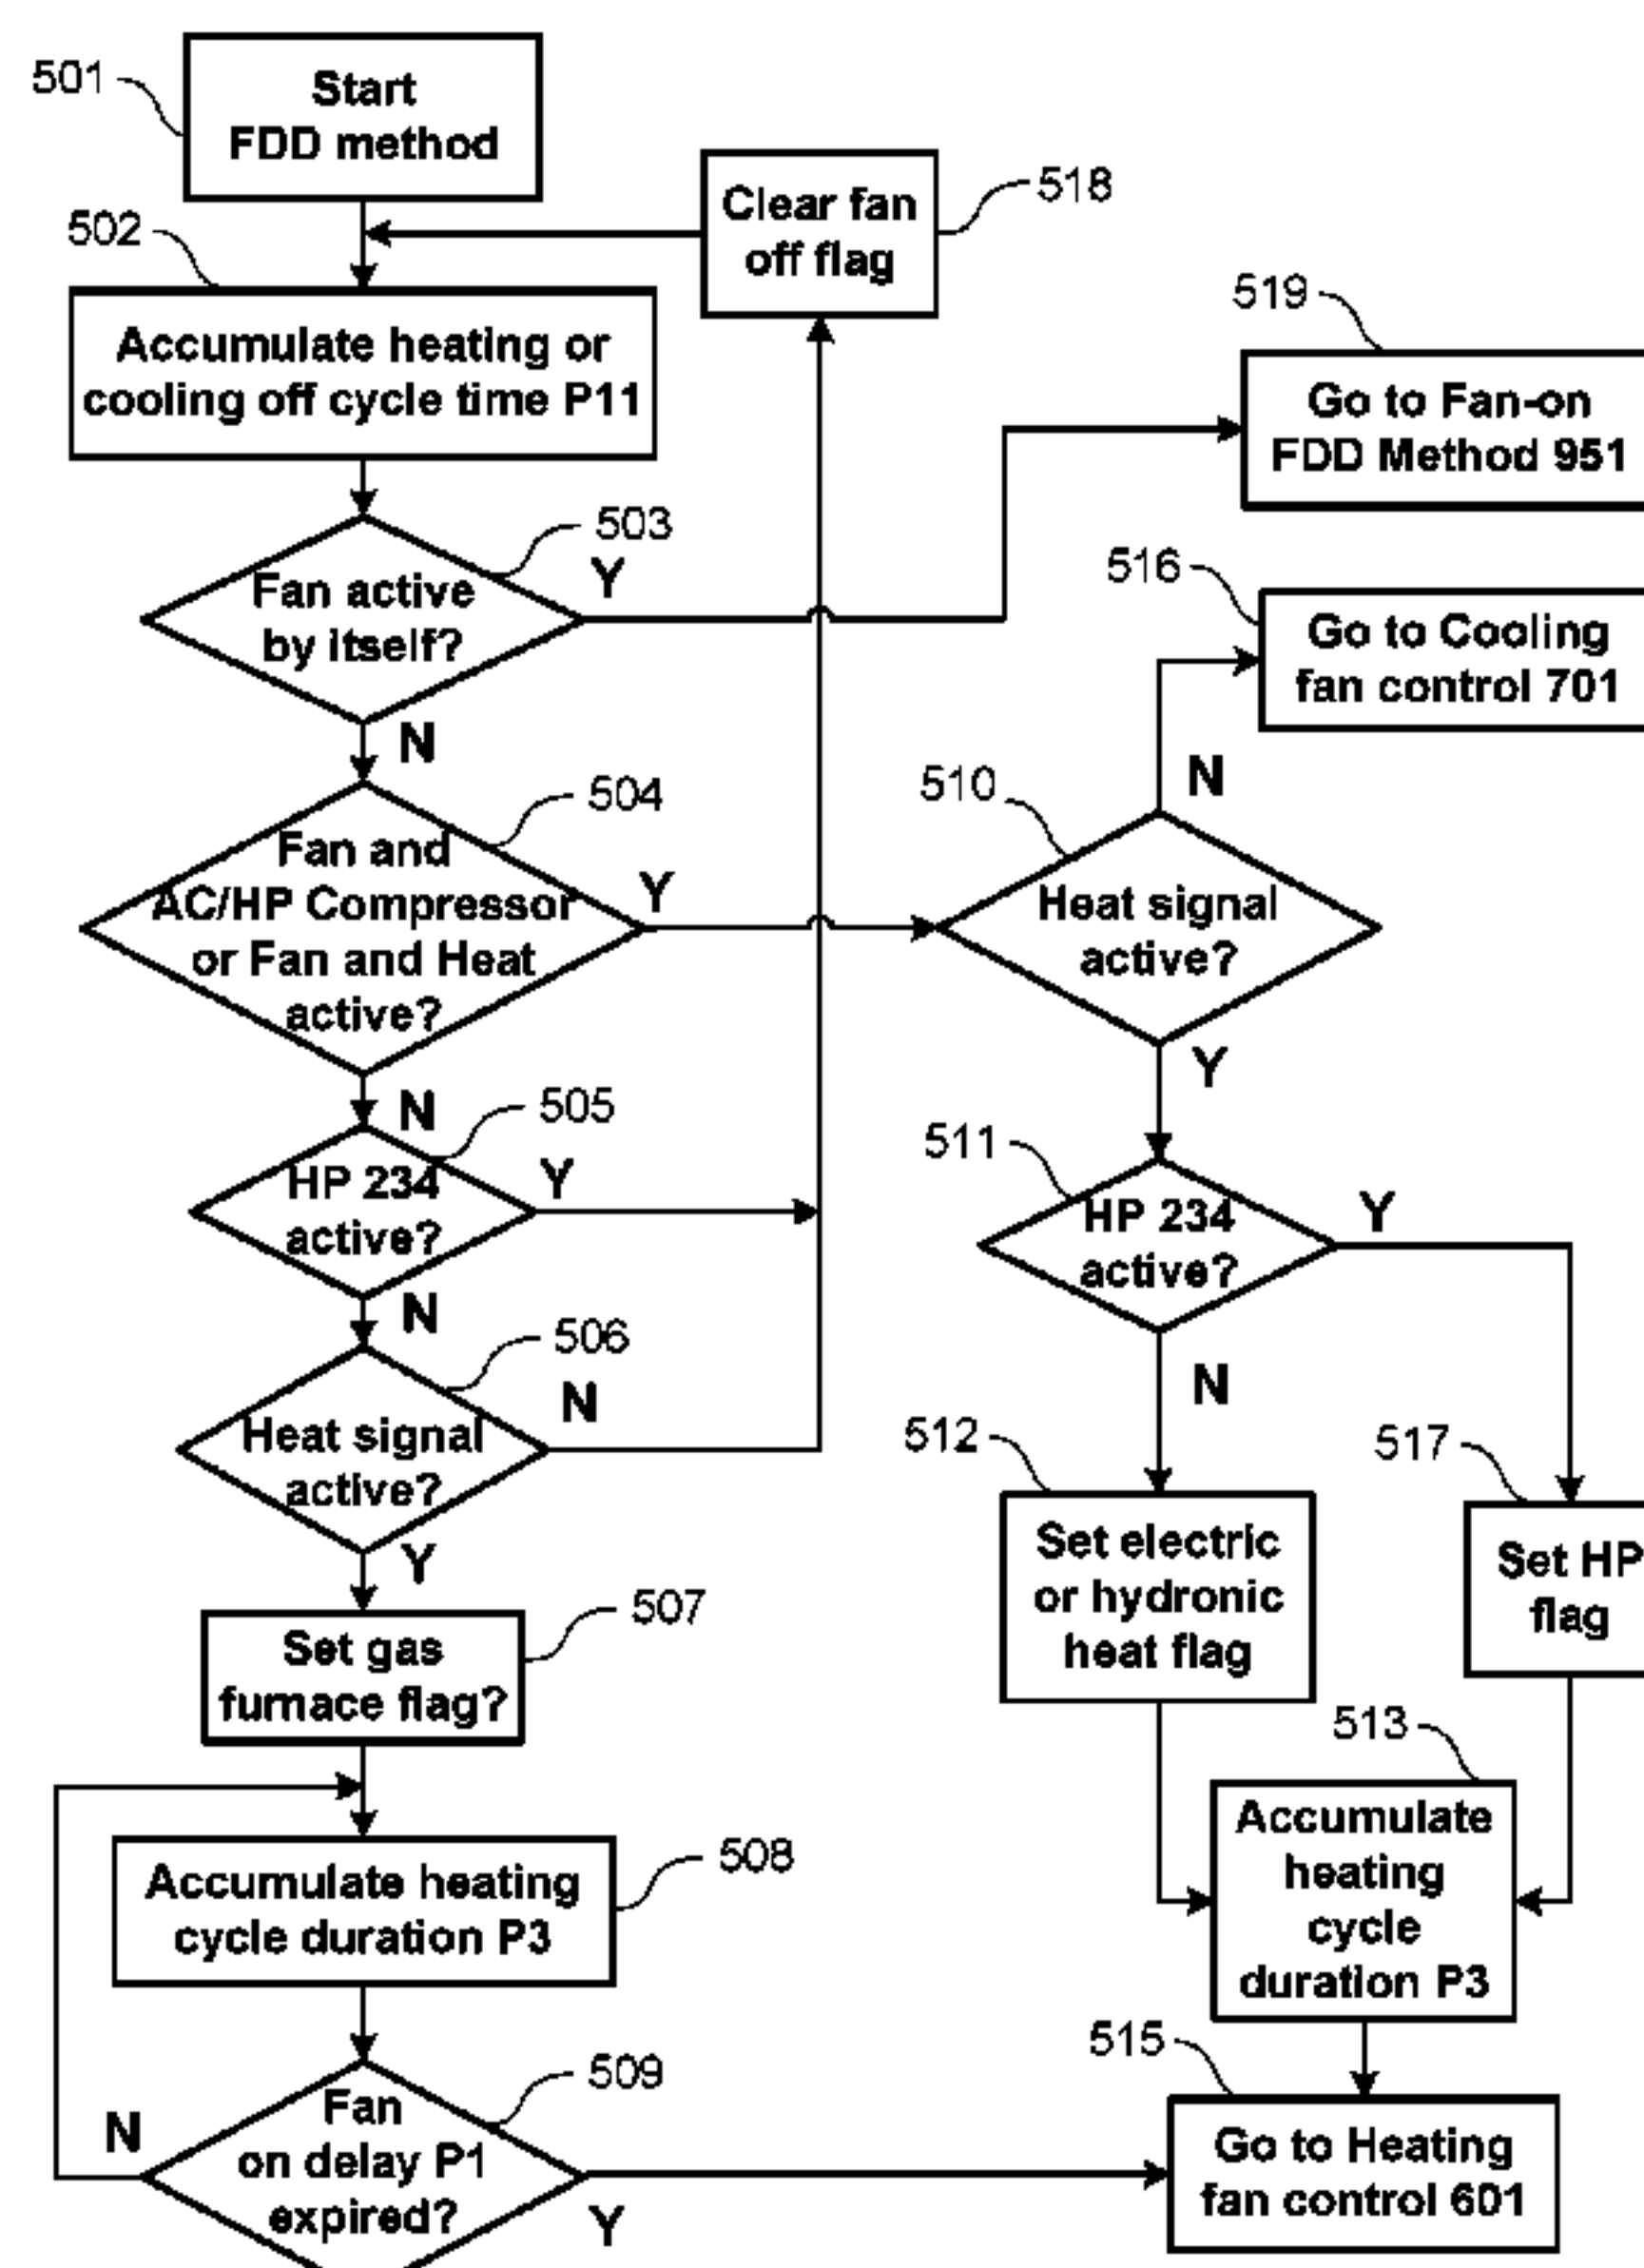 501
Start
FDD method
518
Clear fan
off flag
502
Accumulate heating or
cooling off cycle time P11
519
Go to Fan-on
FDD Method 951
503
Fan active
by itself?
Y
N
516
Go to Cooling
fan control 701
504
Fan and
AC/HP Compressor
or Fan and Heat
active?
Y
N
510
Heat signal
active?
N
Y
505
HP 234
active?
Y
N
511
HP 234
active?
Y
N
506
Heat signal
active?
N
Y
512
Set electric
or hydronic
heat flag
517
Set HP
flag
507
Set gas
furnace flag?
513
Accumulate
heating
cycle
duration P3
508
Accumulate heating
cycle duration P3
509
Fan
on delay P1
expired?
N
Y
515
Go to Heating
fan control 601